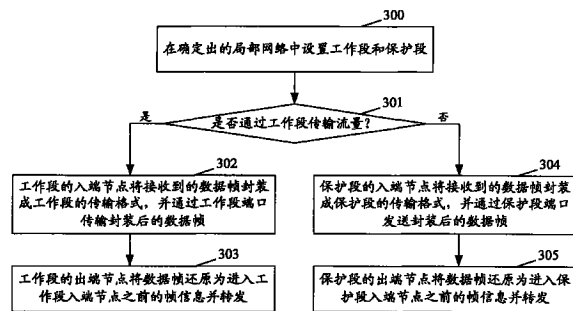 300
在确定出的局部网络中设置工作段和保护段
301
是否通过工作段传输流量?
是
否
302
工作段的入端节点将接收到的数据帧封装
成工作段的传输格式,并通过工作段端口
传输封装后的数据帧
304
保护段的入端节点将接收到的数据帧封装
成保护段的传输格式,并通过保护段端口
发送封装后的数据帧
303
工作段的出端节点将数据帧还原为进入工
作段入端节点之前的帧信息并转发
305
保护段的出端节点将数据帧还原为进入保
护段入端节点之前的帧信息并转发